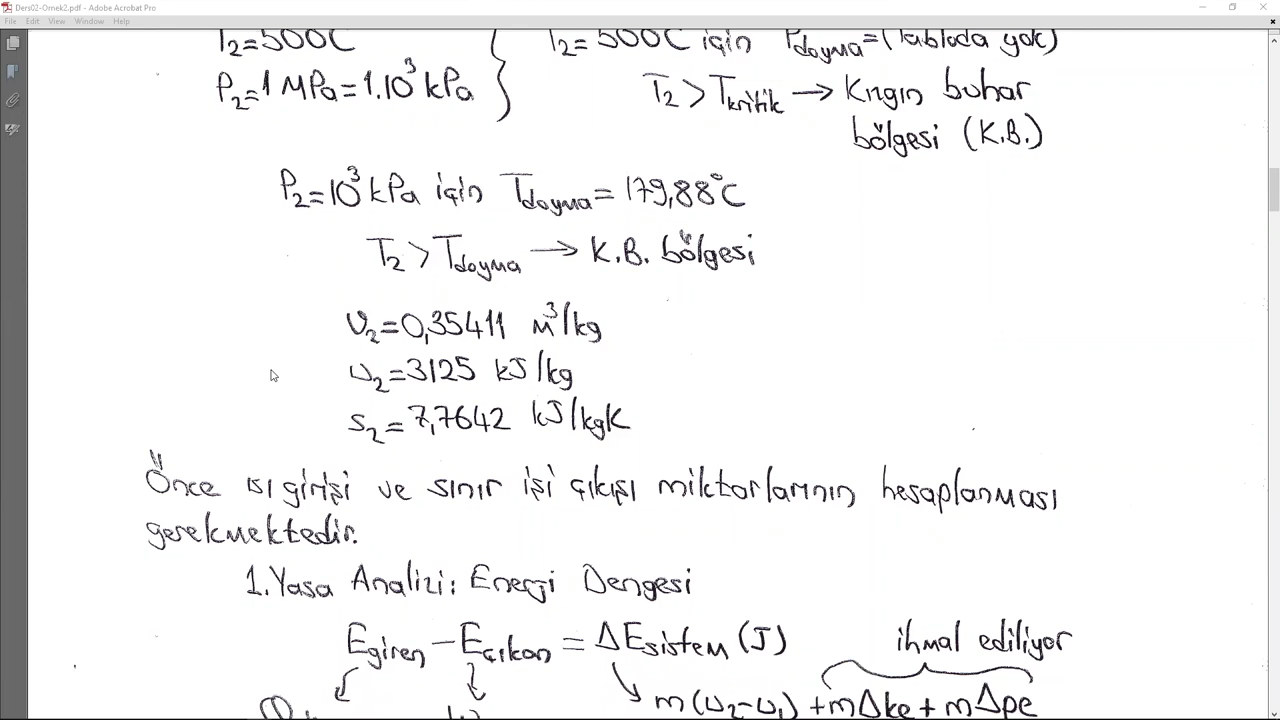 Ders02-Ornek2.pdf - Adobe Acrobat Pro
File Edit View Window Help
T₂=500C
T₂= 500C için Pdoyma=(Tabloda yok)
P₂=1 MPa=1.10³ kPa
T₂ > Tkritik → Kızgın buhar
bölgesi (K.B.)
P₂=10³ kPa için Tdoyma= 179,88°C
T₂ > Tdoyma → K.B. bölgesi
υ₂=0,35411 m³/kg
u₂=3125 kJ/kg
s₂= 7,7642 kJ/kgK
Önce ısı girişi ve sınır işi çıkışı miktarlarının hesaplanması
gerekmektedir.
1.Yasa Analizi: Enerji Dengesi
Egiren - Eçıkan = ΔEsistem (J)
ihmal ediliyor
m(u₂-u₁) + mΔke + mΔpe